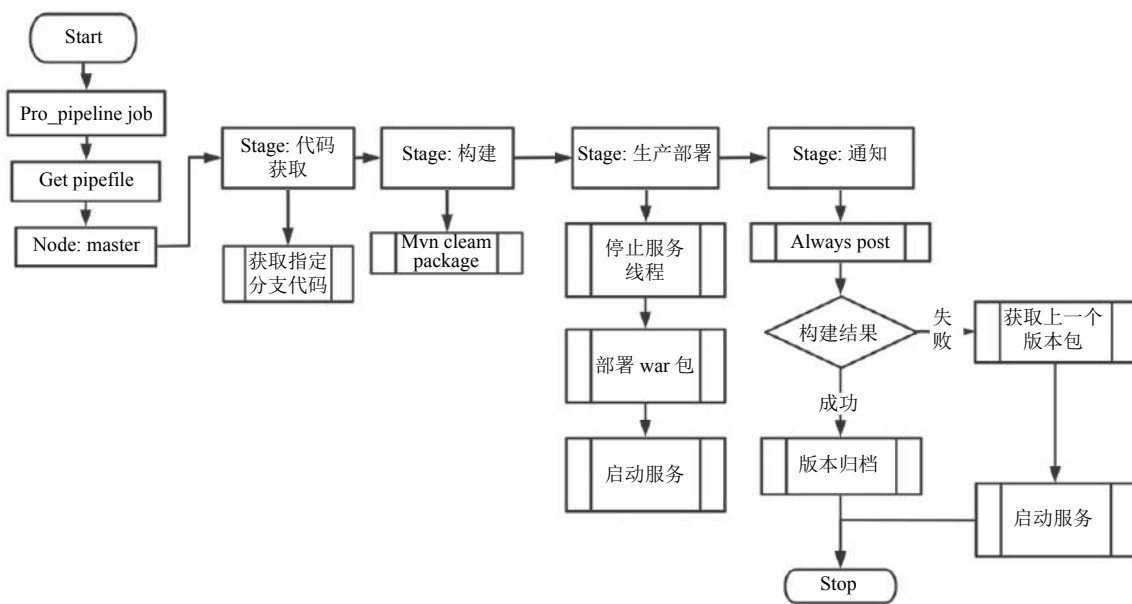 Start
Pro_pipeline job
Get pipefile
Node: master
Stage: 代码
获取
获取指定
分支代码
Stage: 构建
Mvn cleam
package
Stage: 生产部署
停止服务
线程
部署 war 包
启动服务
Stage: 通知
Always post
构建结果
失
败
获取上一个
版本包
成功
版本归档
启动服务
Stop